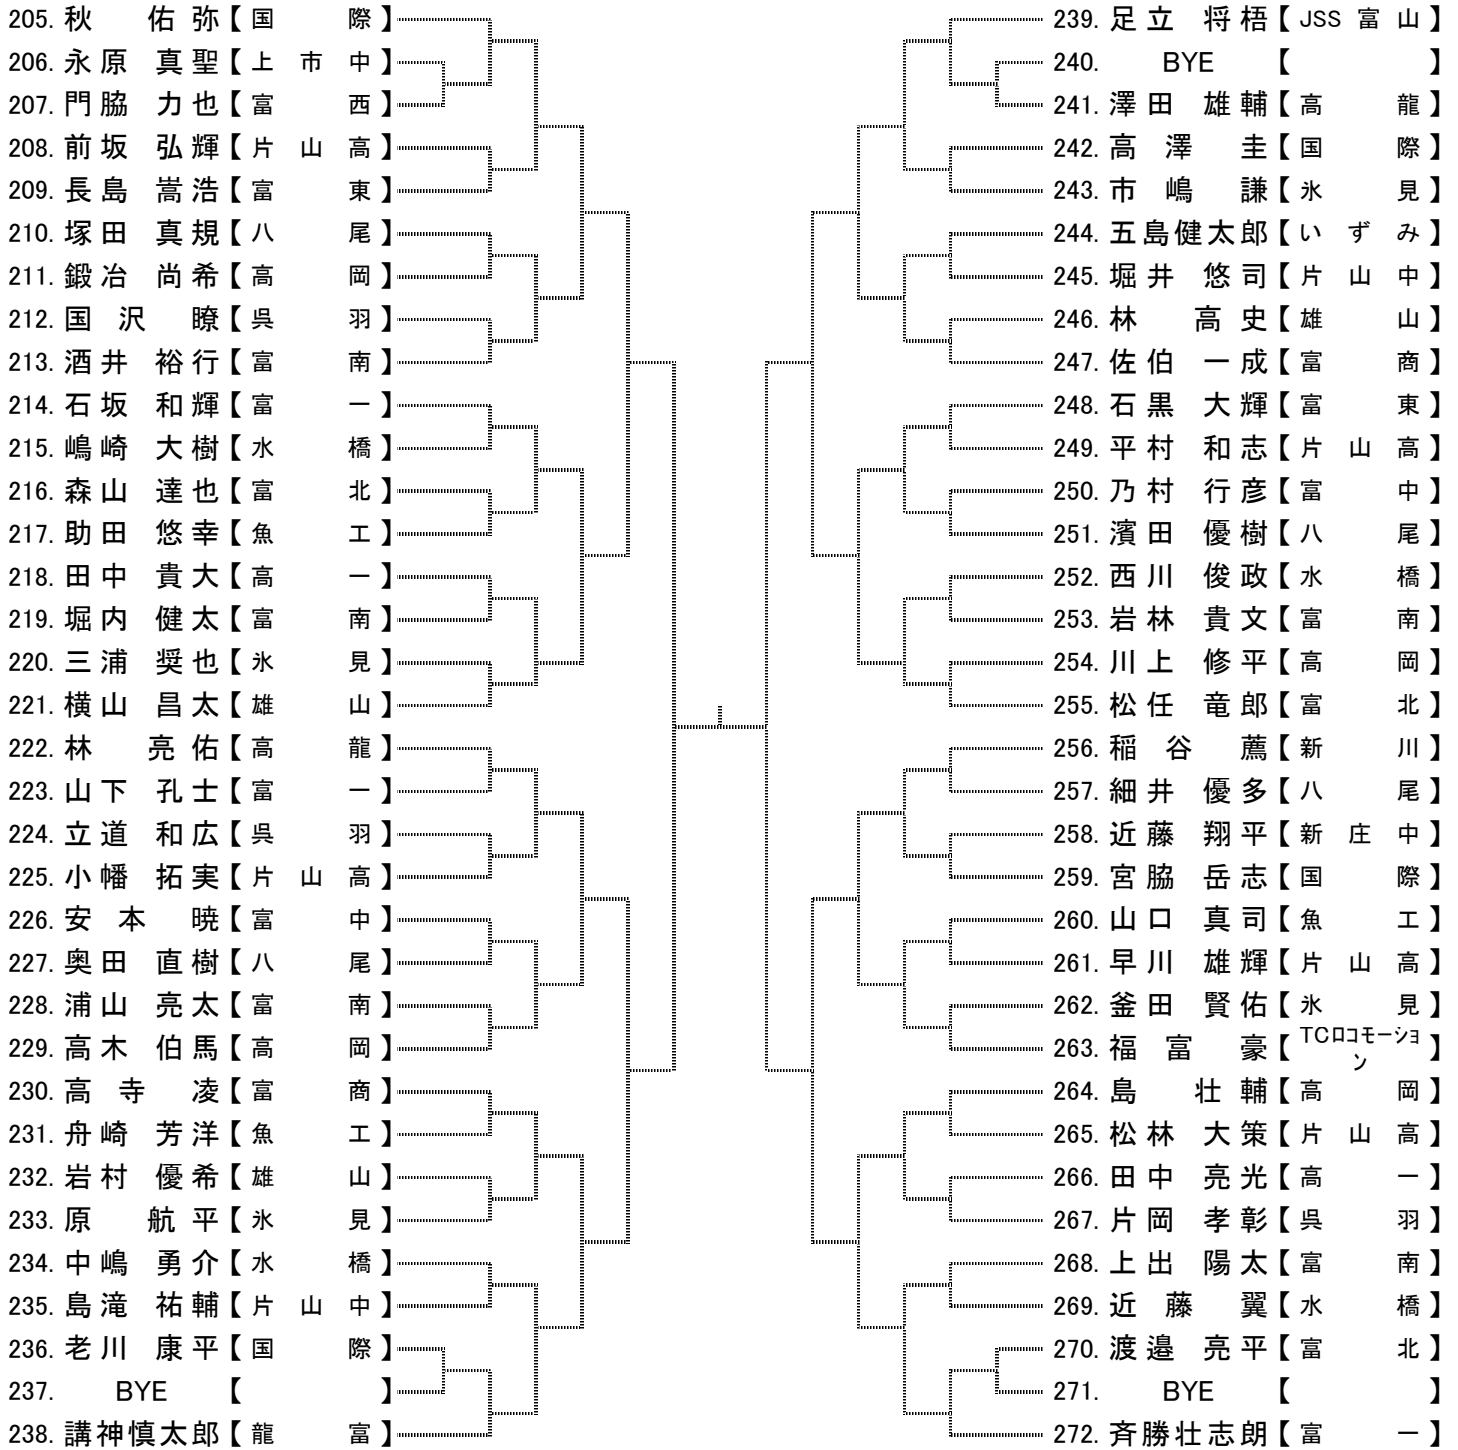 205. 秋 佑弥【国際】
206. 永原 真聖【上市中】
207. 門脇 力也【富西】
208. 前坂 弘輝【片山高】
209. 長島 嵩浩【富東】
210. 塚田 真規【八尾】
211. 鍛冶 尚希【高岡】
212. 国沢 瞭【呉羽】
213. 酒井 裕行【富南】
214. 石坂 和輝【富一】
215. 嶋崎 大樹【水橋】
216. 森山 達也【富北】
217. 助田 悠幸【魚工】
218. 田中 貴大【高一】
219. 堀内 健太【富南】
220. 三浦 奨也【氷見】
221. 横山 昌太【雄山】
222. 林 亮佑【高龍】
223. 山下 孔士【富一】
224. 立道 和広【呉羽】
225. 小幡 拓実【片山高】
226. 安本 暁【富中】
227. 奥田 直樹【八尾】
228. 浦山 亮太【富南】
229. 高木 伯馬【高岡】
230. 高寺 凌【富商】
231. 舟崎 芳洋【魚工】
232. 岩村 優希【雄山】
233. 原 航平【氷見】
234. 中嶋 勇介【水橋】
235. 島滝 祐輔【片山中】
236. 老川 康平【国際】
237. BYE【 】
238. 講神慎太郎【龍富】
239. 足立 将梧【JSS富山】
240. BYE【 】
241. 澤田 雄輔【高龍】
242. 高澤 圭【国際】
243. 市嶋 謙【氷見】
244. 五島健太郎【いずみ】
245. 堀井 悠司【片山中】
246. 林 高史【雄山】
247. 佐伯 一成【富商】
248. 石黒 大輝【富東】
249. 平村 和志【片山高】
250. 乃村 行彦【富中】
251. 濱田 優樹【八尾】
252. 西川 俊政【水橋】
253. 岩林 貴文【富南】
254. 川上 修平【高岡】
255. 松任 竜郎【富北】
256. 稲谷 薦【新川】
257. 細井 優多【八尾】
258. 近藤 翔平【新庄中】
259. 宮脇 岳志【国際】
260. 山口 真司【魚工】
261. 早川 雄輝【片山高】
262. 釜田 賢佑【氷見】
263. 福富 豪【TCロコモーション】
264. 島 壮輔【高岡】
265. 松林 大策【片山高】
266. 田中 亮光【高一】
267. 片岡 孝彰【呉羽】
268. 上出 陽太【富南】
269. 近藤 翼【水橋】
270. 渡邉 亮平【富北】
271. BYE【 】
272. 斉勝壮志朗【富一】